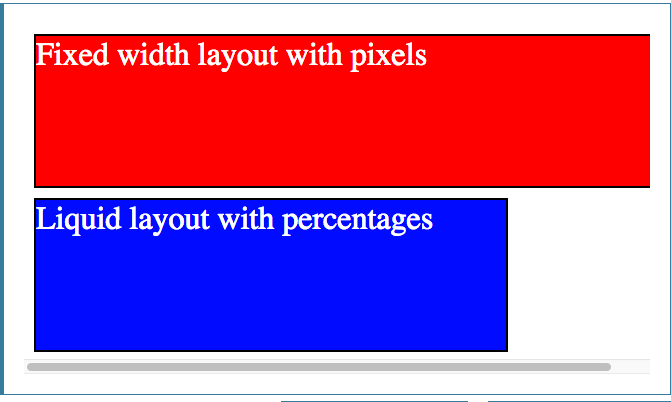 Fixed width layout with pixels
Liquid layout with percentages